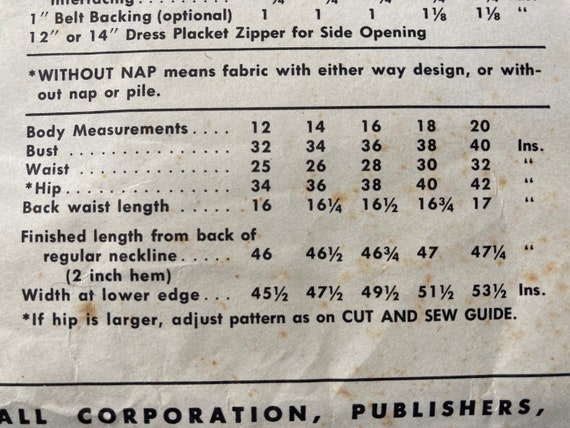 1" Belt Backing (optional) 1 1 1 1⅛ 1⅛ "
12" or 14" Dress Placket Zipper for Side Opening
*WITHOUT NAP means fabric with either way design, or with-
out nap or pile.
Body Measurements .... 12 14 16 18 20
Bust .................. 32 34 36 38 40 Ins.
Waist ................. 25 26 28 30 32 "
*Hip .................. 34 36 38 40 42 "
Back waist length ....... 16 16¼ 16½ 16¾ 17 "
Finished length from back of
regular neckline ..... 46 46½ 46¾ 47 47¼ "
(2 inch hem)
Width at lower edge ... 45½ 47½ 49½ 51½ 53½ Ins.
*If hip is larger, adjust pattern as on CUT AND SEW GUIDE.
ALL CORPORATION, PUBLISHERS,